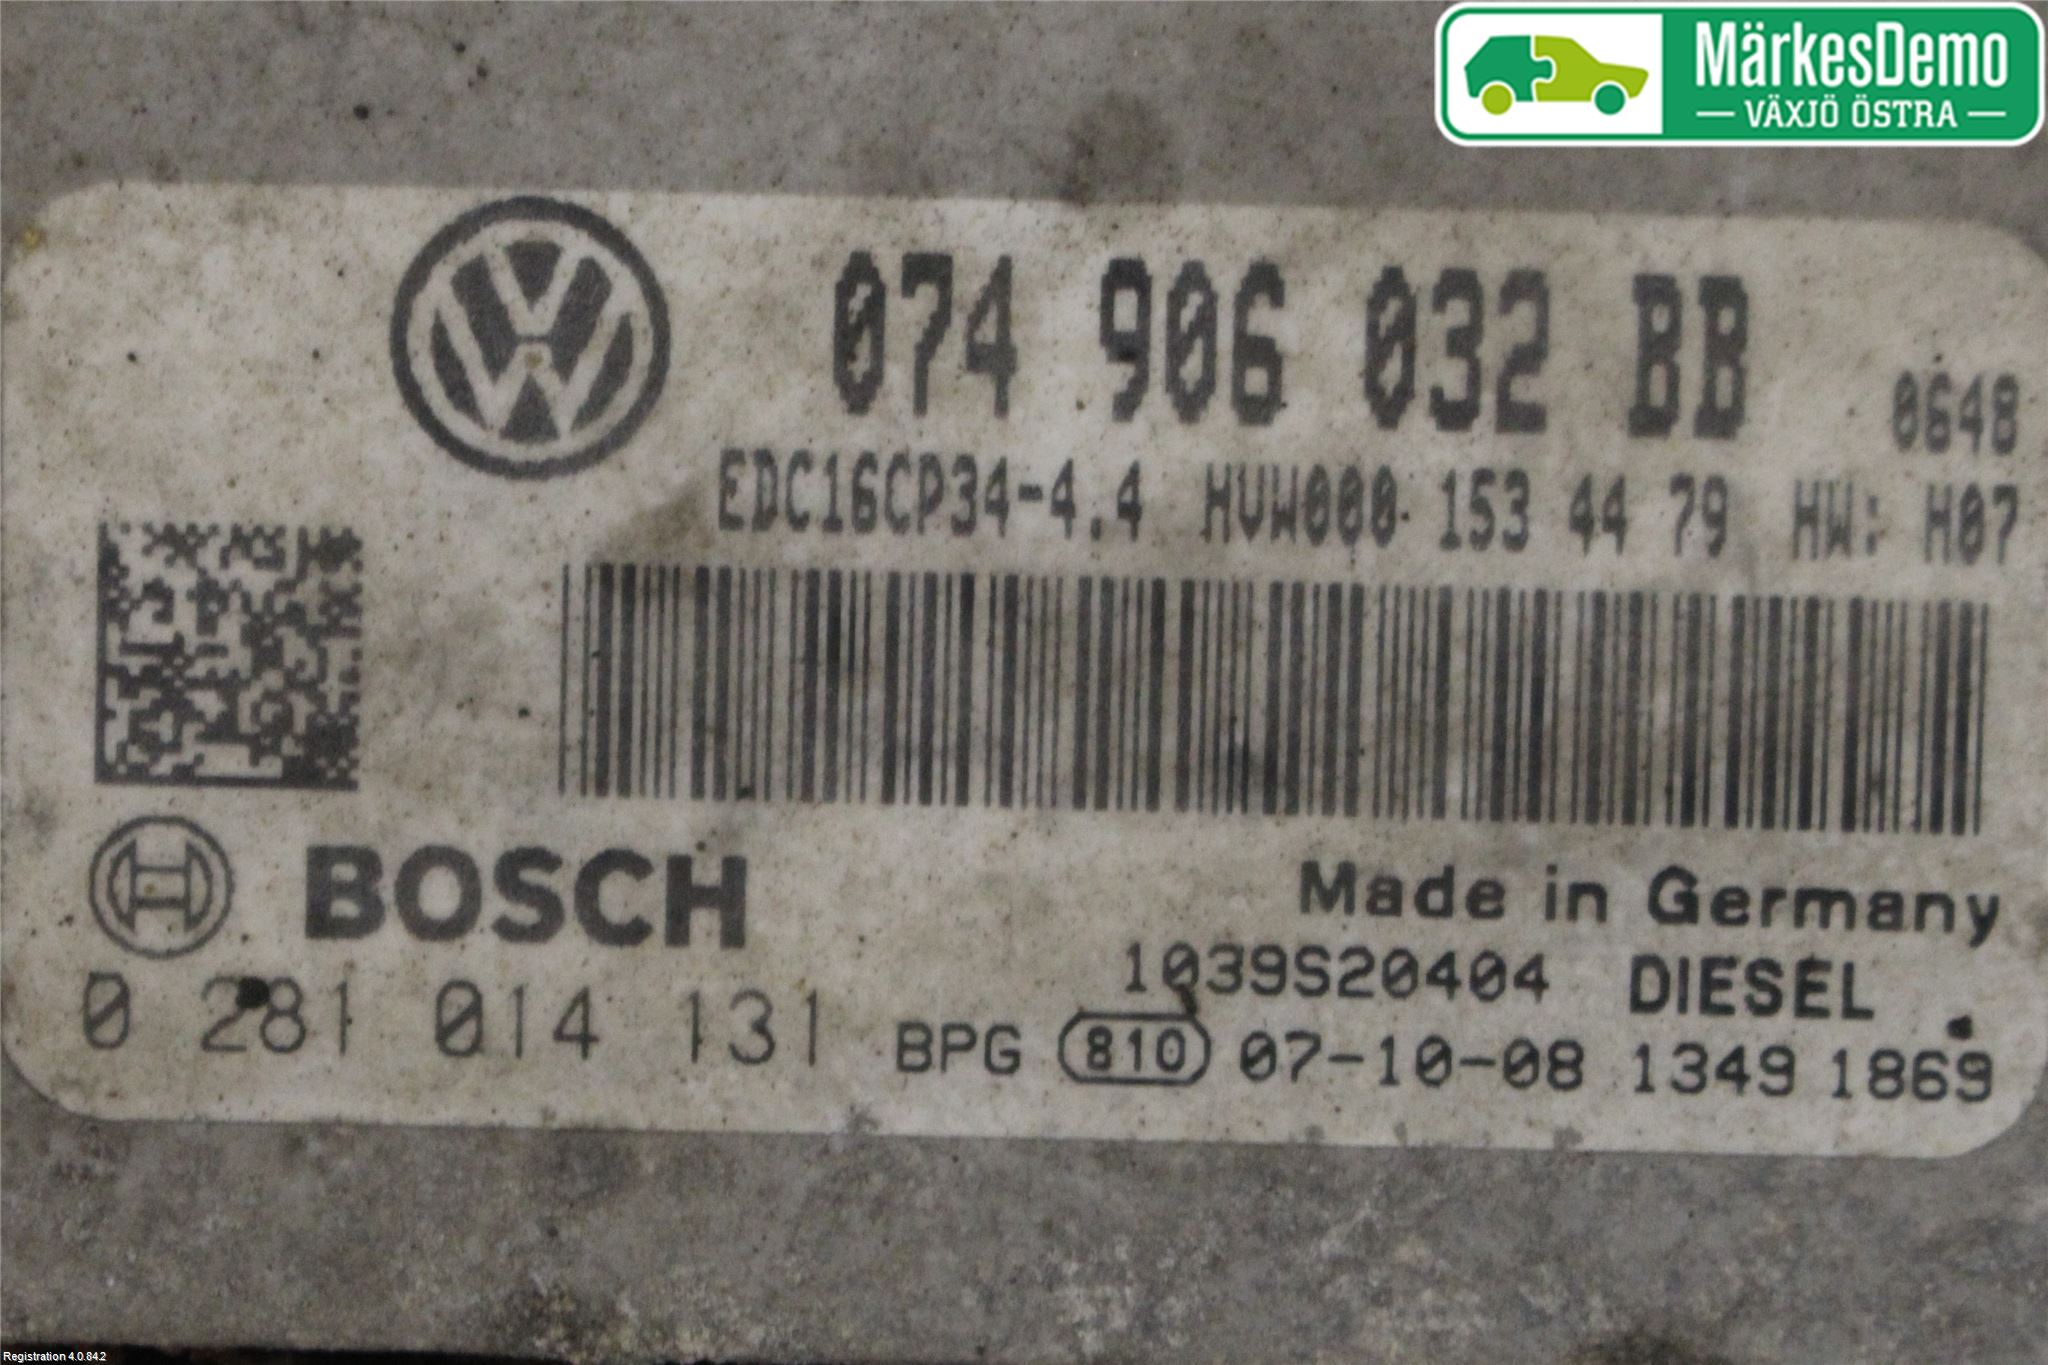 MärkesDemo
VÄXJÖ ÖSTRA
074 906 032 BB
0648
EDC16CP34-4.4 HVW000 153 44 79 HW: H07
BOSCH
Made in Germany
1039S20404 DIESEL
0 281 014 131 BPG 810 07-10-08 1349 1869
Registration 4.0.84.2